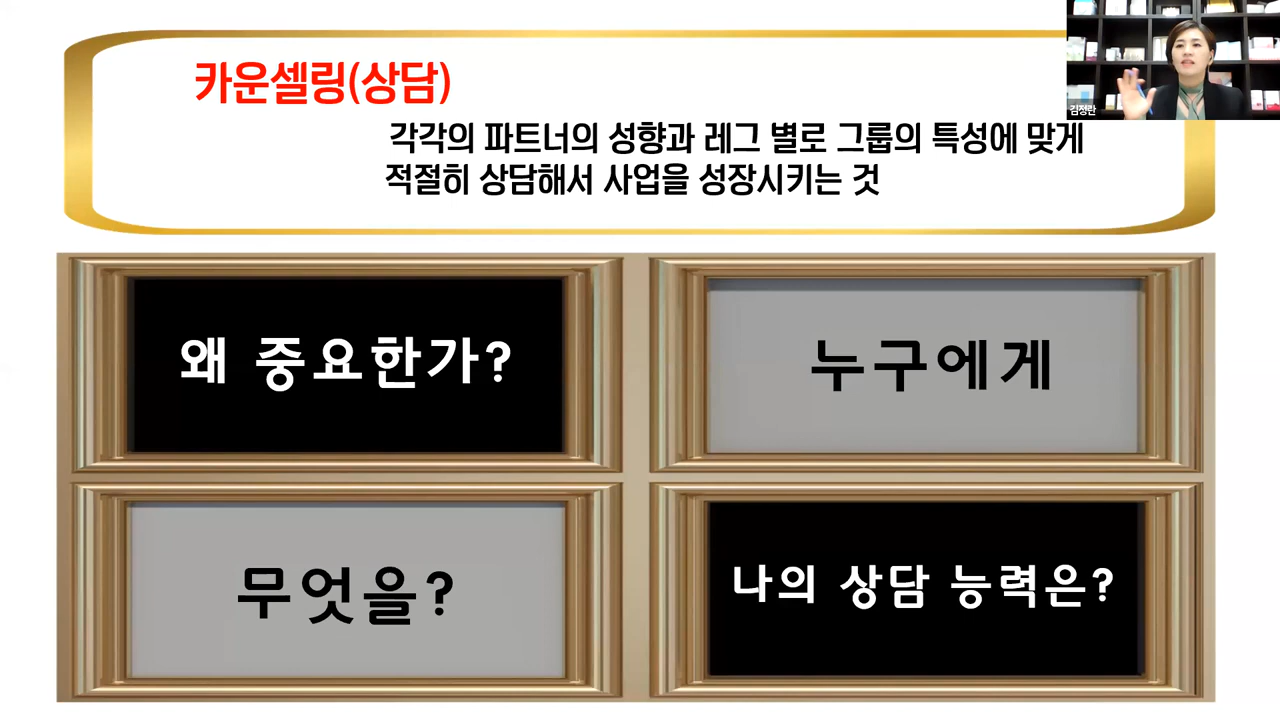 카운셀링(상담)
김정란
각각의 파트너의 성향과 레그 별로 그룹의 특성에 맞게
적절히 상담해서 사업을 성장시키는 것
왜 중요한가?
누구에게
무엇을?
나의 상담 능력은?